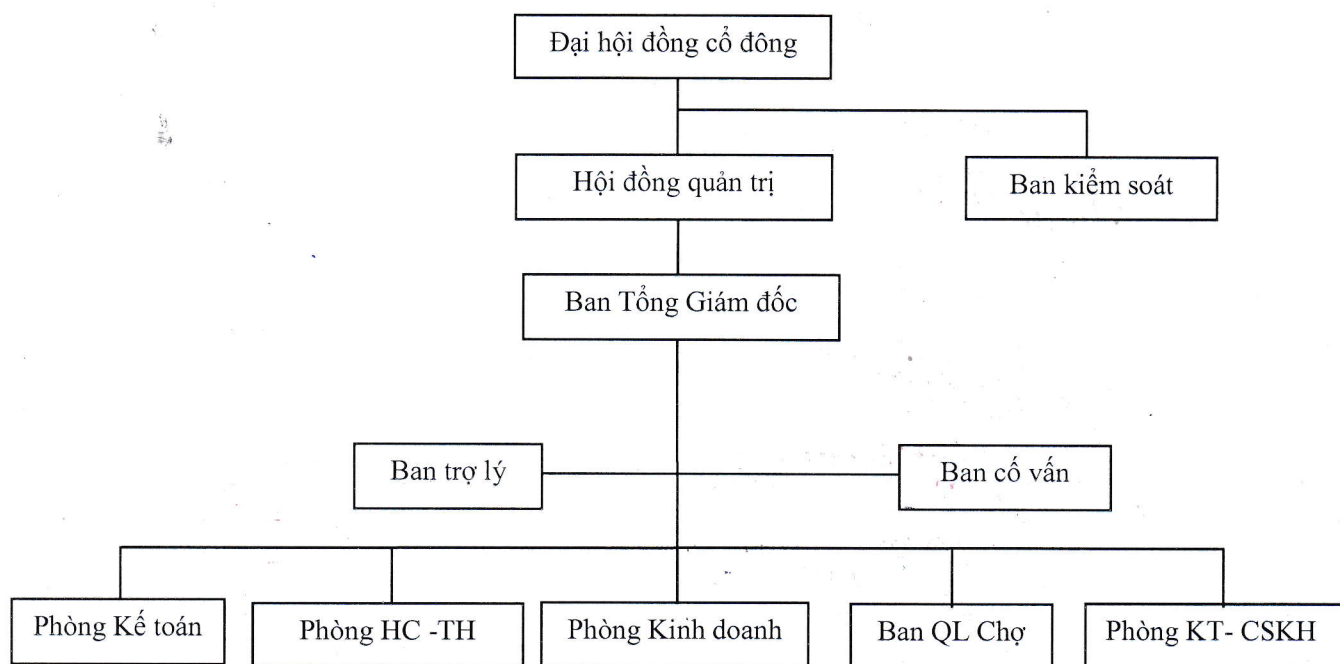 Đại hội đồng cổ đông
Hội đồng quản trị
Ban kiểm soát
Ban Tổng Giám đốc
Ban trợ lý
Ban cố vấn
Phòng Kế toán
Phòng HC -TH
Phòng Kinh doanh
Ban QL Chợ
Phòng KT- CSKH